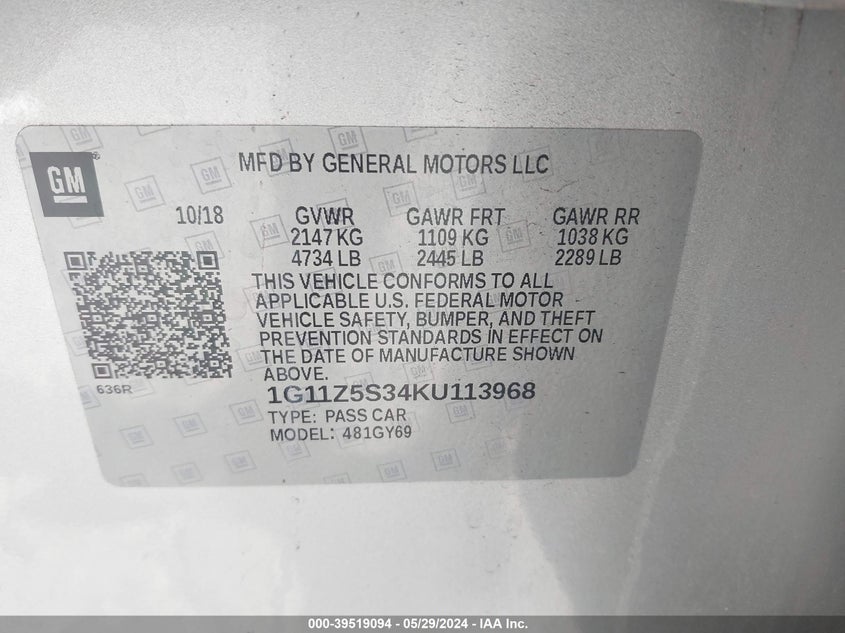 GM
MFD BY GENERAL MOTORS LLC
10/18 GVWR GAWR FRT GAWR RR
2147 KG 1109 KG 1038 KG
4734 LB 2445 LB 2289 LB
THIS VEHICLE CONFORMS TO ALL
APPLICABLE U.S. FEDERAL MOTOR
VEHICLE SAFETY, BUMPER, AND THEFT
PREVENTION STANDARDS IN EFFECT ON
THE DATE OF MANUFACTURE SHOWN
ABOVE.
636R
1G11Z5S34KU113968
TYPE: PASS CAR
MODEL: 481GY69
000-39519094 - 05/29/2024 - IAA Inc.